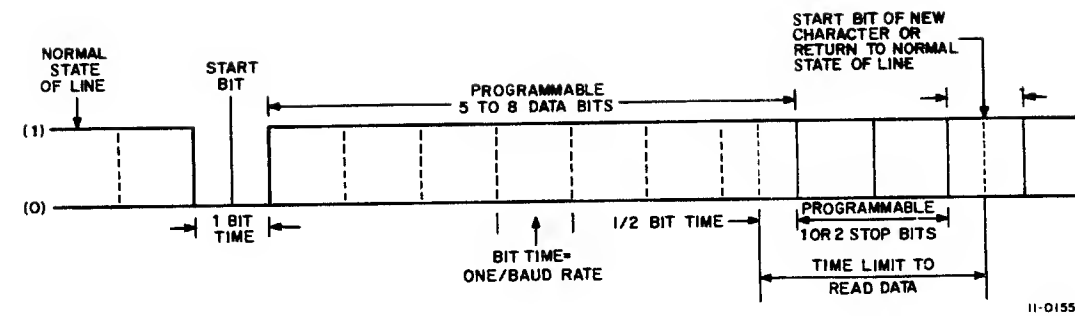 START BIT OF NEW
CHARACTER OR
RETURN TO NORMAL
STATE OF LINE
NORMAL
STATE
OF LINE
START
BIT
PROGRAMMABLE
5 TO 8 DATA BITS
(1)
(0)
1 BIT
TIME
BIT TIME=
ONE/BAUD RATE
1/2 BIT TIME
PROGRAMMABLE
1 OR 2 STOP BITS
TIME LIMIT TO
READ DATA
11-0155